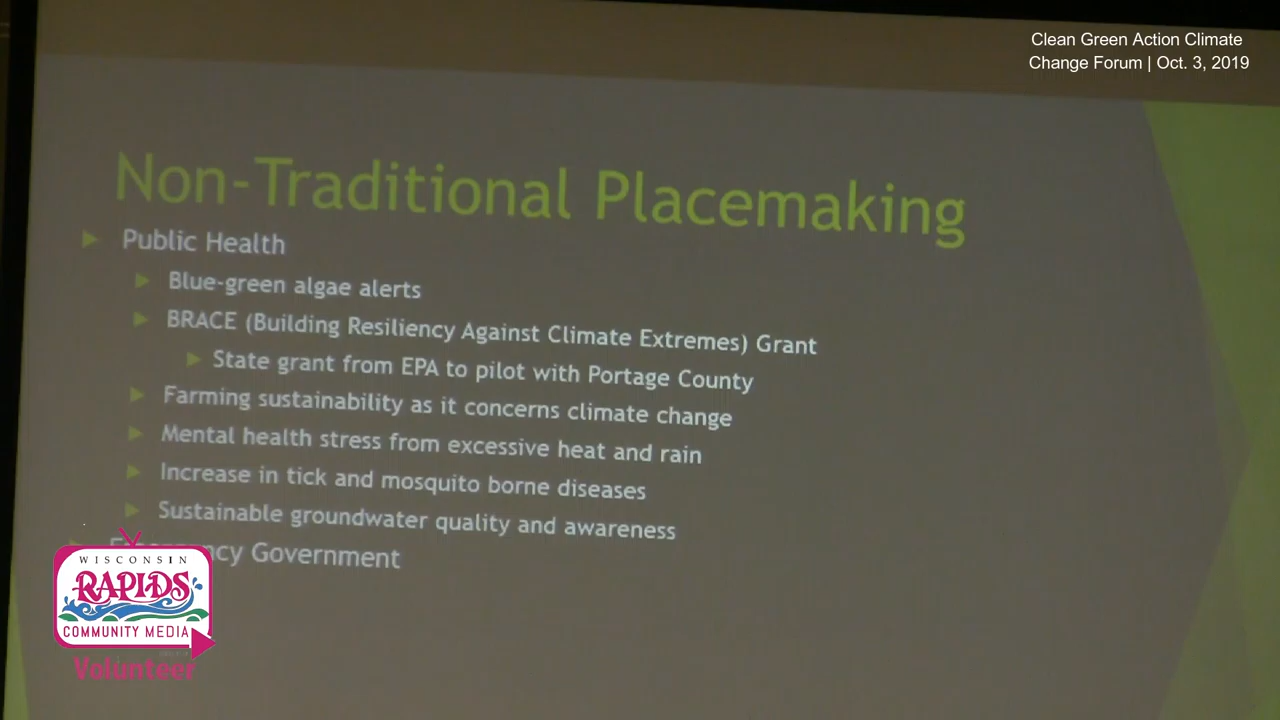 Clean Green Action Climate
Change Forum | Oct. 3, 2019
Non-Traditional Placemaking
Public Health
Blue-green algae alerts
BRACE (Building Resiliency Against Climate Extremes) Grant
State grant from EPA to pilot with Portage County
Farming sustainability as it concerns climate change
Mental health stress from excessive heat and rain
Increase in tick and mosquito borne diseases
Sustainable groundwater quality and awareness
Government
WISCONSIN
RAPIDS
COMMUNITY MEDIA
Volunteer